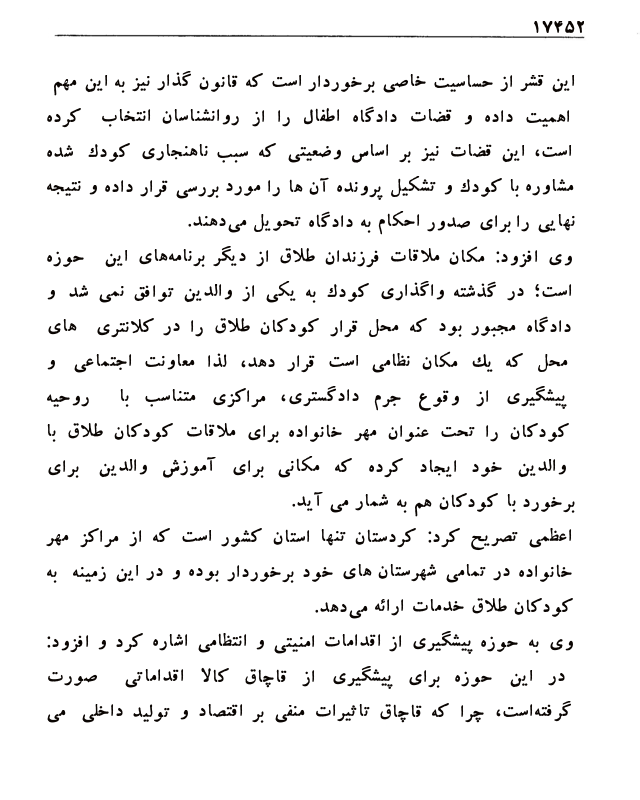 ۱۷۴۵۲
این قشر از حساسیت خاصی برخوردار است که قانون گذار نیز به این مهم
اهمیت داده و قضات دادگاه اطفال را از روانشناسان انتخاب کرده
است، این قضات نیز بر اساس وضعیتی که سبب ناهنجاری کودك شده
مشاوره با کودك و تشکیل پرونده آن ها را مورد بررسی قرار داده و نتیجه
نهایی را برای صدور احکام به دادگاه تحویل می‌دهند.
وی افزود: مکان ملاقات فرزندان طلاق از دیگر برنامه‌های این حوزه
است؛ در گذشته واگذاری کودك به یکی از والدین توافق نمی شد و
دادگاه مجبور بود که محل قرار کودکان طلاق را در کلانتری های
محل که یك مکان نظامی است قرار دهد، لذا معاونت اجتماعی و
پیشگیری از وقوع جرم دادگستری، مراکزی متناسب با روحیه
کودکان را تحت عنوان مهر خانواده برای ملاقات کودکان طلاق با
والدین خود ایجاد کرده که مکانی برای آموزش والدین برای
برخورد با کودکان هم به شمار می آید.
اعظمی تصریح کرد: کردستان تنها استان کشور است که از مراکز مهر
خانواده در تمامی شهرستان های خود برخوردار بوده و در این زمینه به
کودکان طلاق خدمات ارائه می‌دهد.
وی به حوزه پیشگیری از اقدامات امنیتی و انتظامی اشاره کرد و افزود:
در این حوزه برای پیشگیری از قاچاق کالا اقداماتی صورت
گرفته‌است، چرا که قاچاق تاثیرات منفی بر اقتصاد و تولید داخلی می